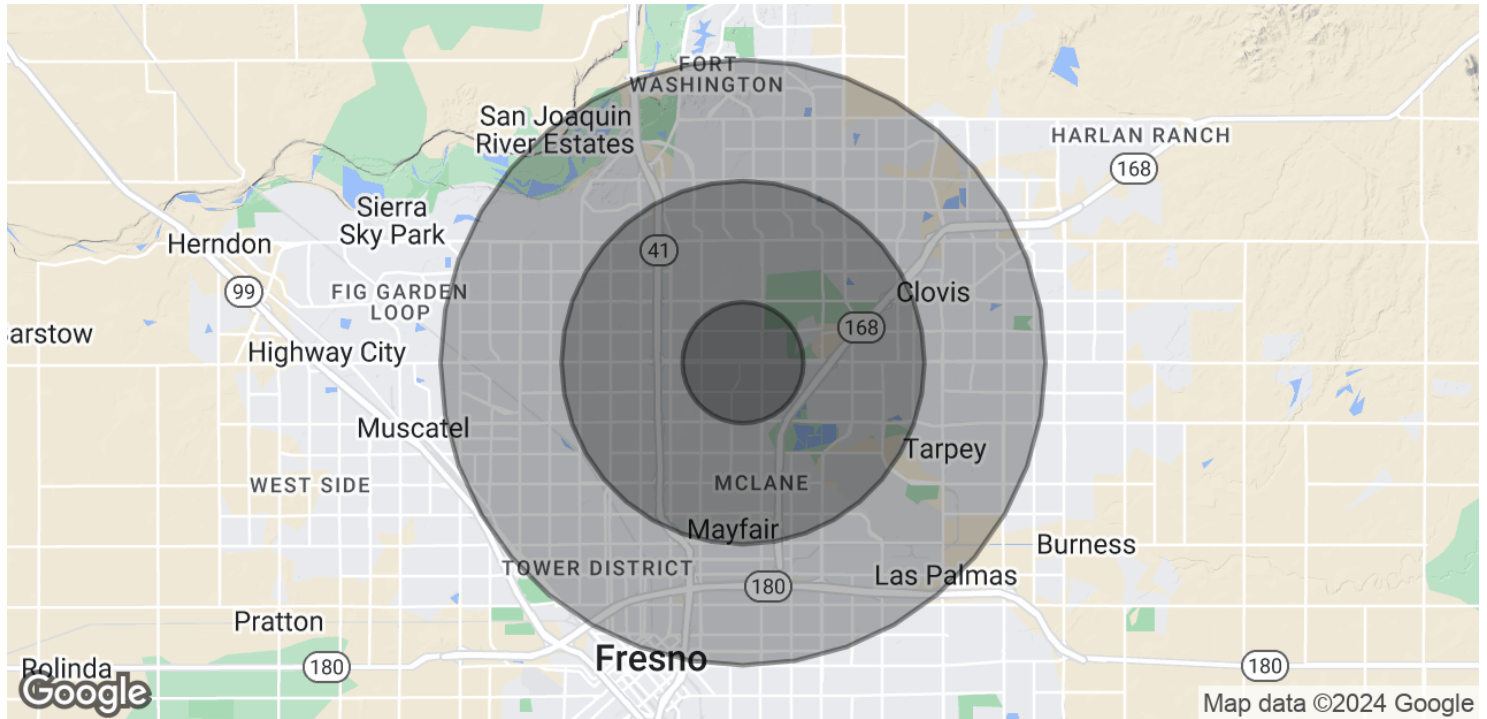 FORT
WASHINGTON
San Joaquin
River Estates
HARLAN RANCH
168
Sierra
Sky Park
Herndon
41
99
FIG GARDEN
LOOP
Clovis
168
arstow
Highway City
Muscatel
Tarpey
WEST SIDE
MCLANE
Mayfair
Burness
TOWER DISTRICT
Las Palmas
180
Pratton
Fresno
Rolinda
180
180
Google
Map data ©2024 Google